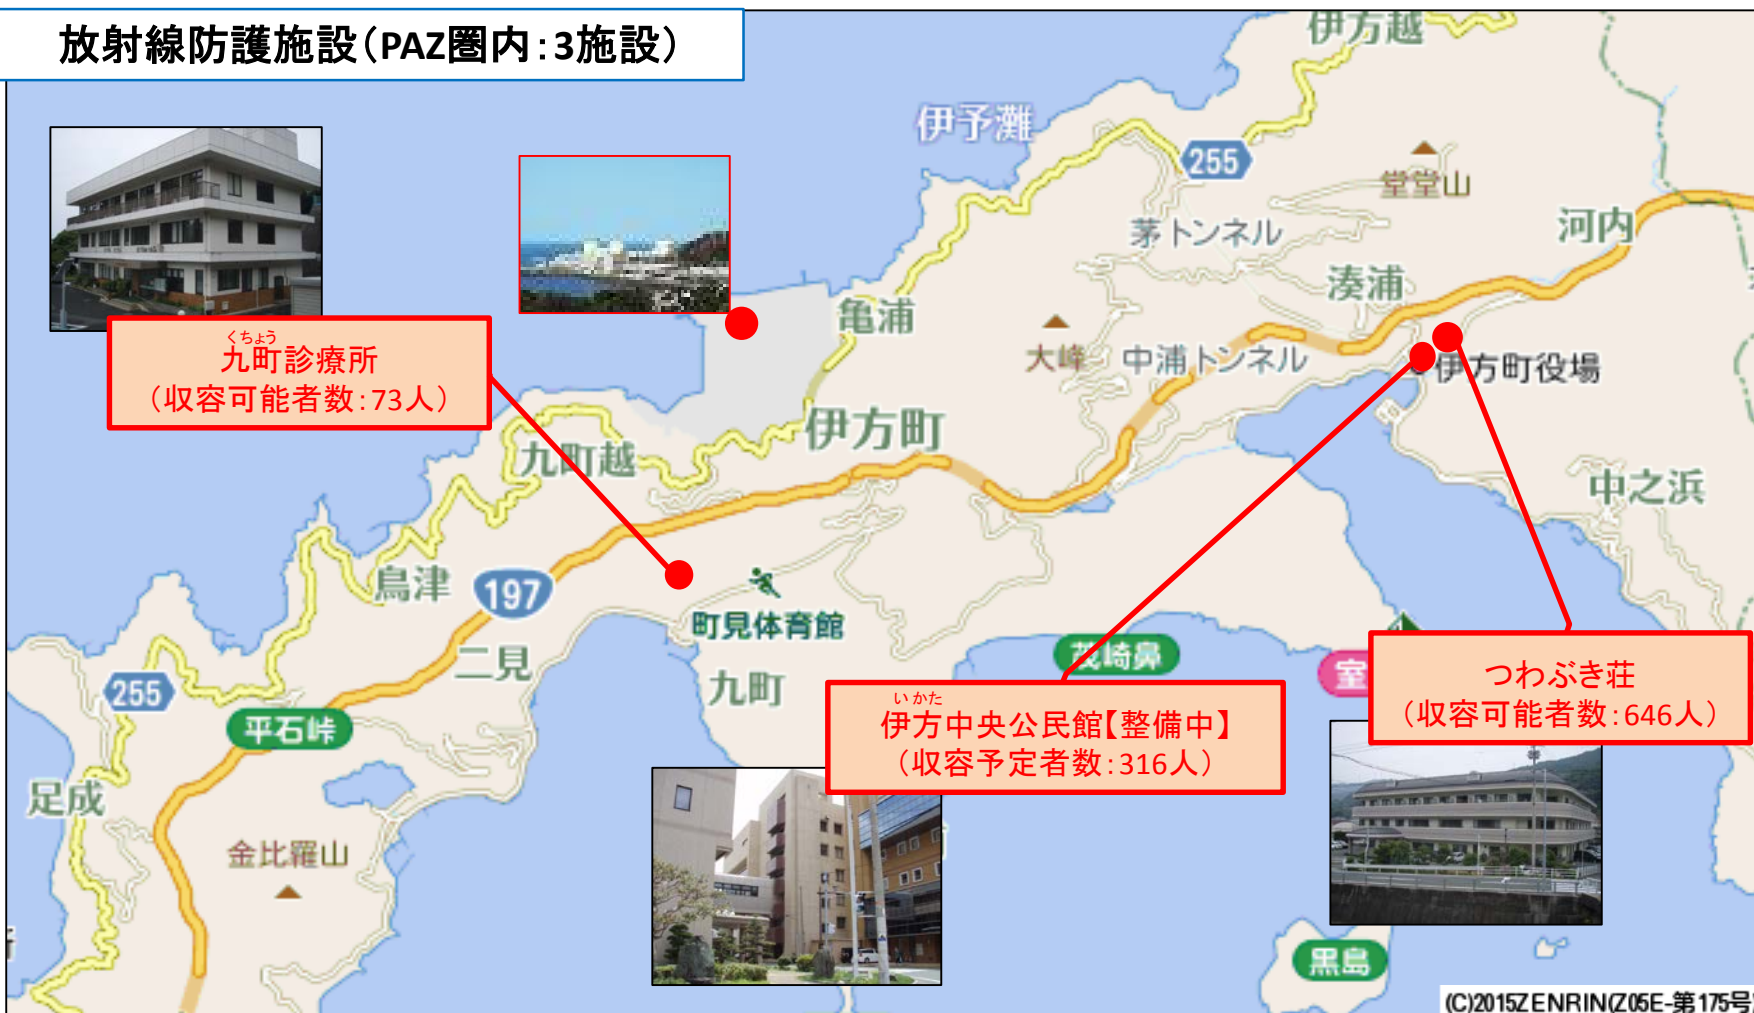 放射線防護施設(PAZ圏内:3施設)
伊方越
伊予灘
255
堂堂山
茅トンネル
河内
湊浦
亀浦
大峰
中浦トンネル
伊方町役場
くちょう
九町診療所
(収容可能者数:73人)
伊方町
九町越
中之浜
鳥津
197
町見体育館
二見
九町
茂崎鼻
室
255
平石峠
いかた
伊方中央公民館【整備中】
(収容予定者数:316人)
つわぶき荘
(収容可能者数:646人)
足成
金比羅山
黒島
(C)2015ZENRIN(Z05E-第175号